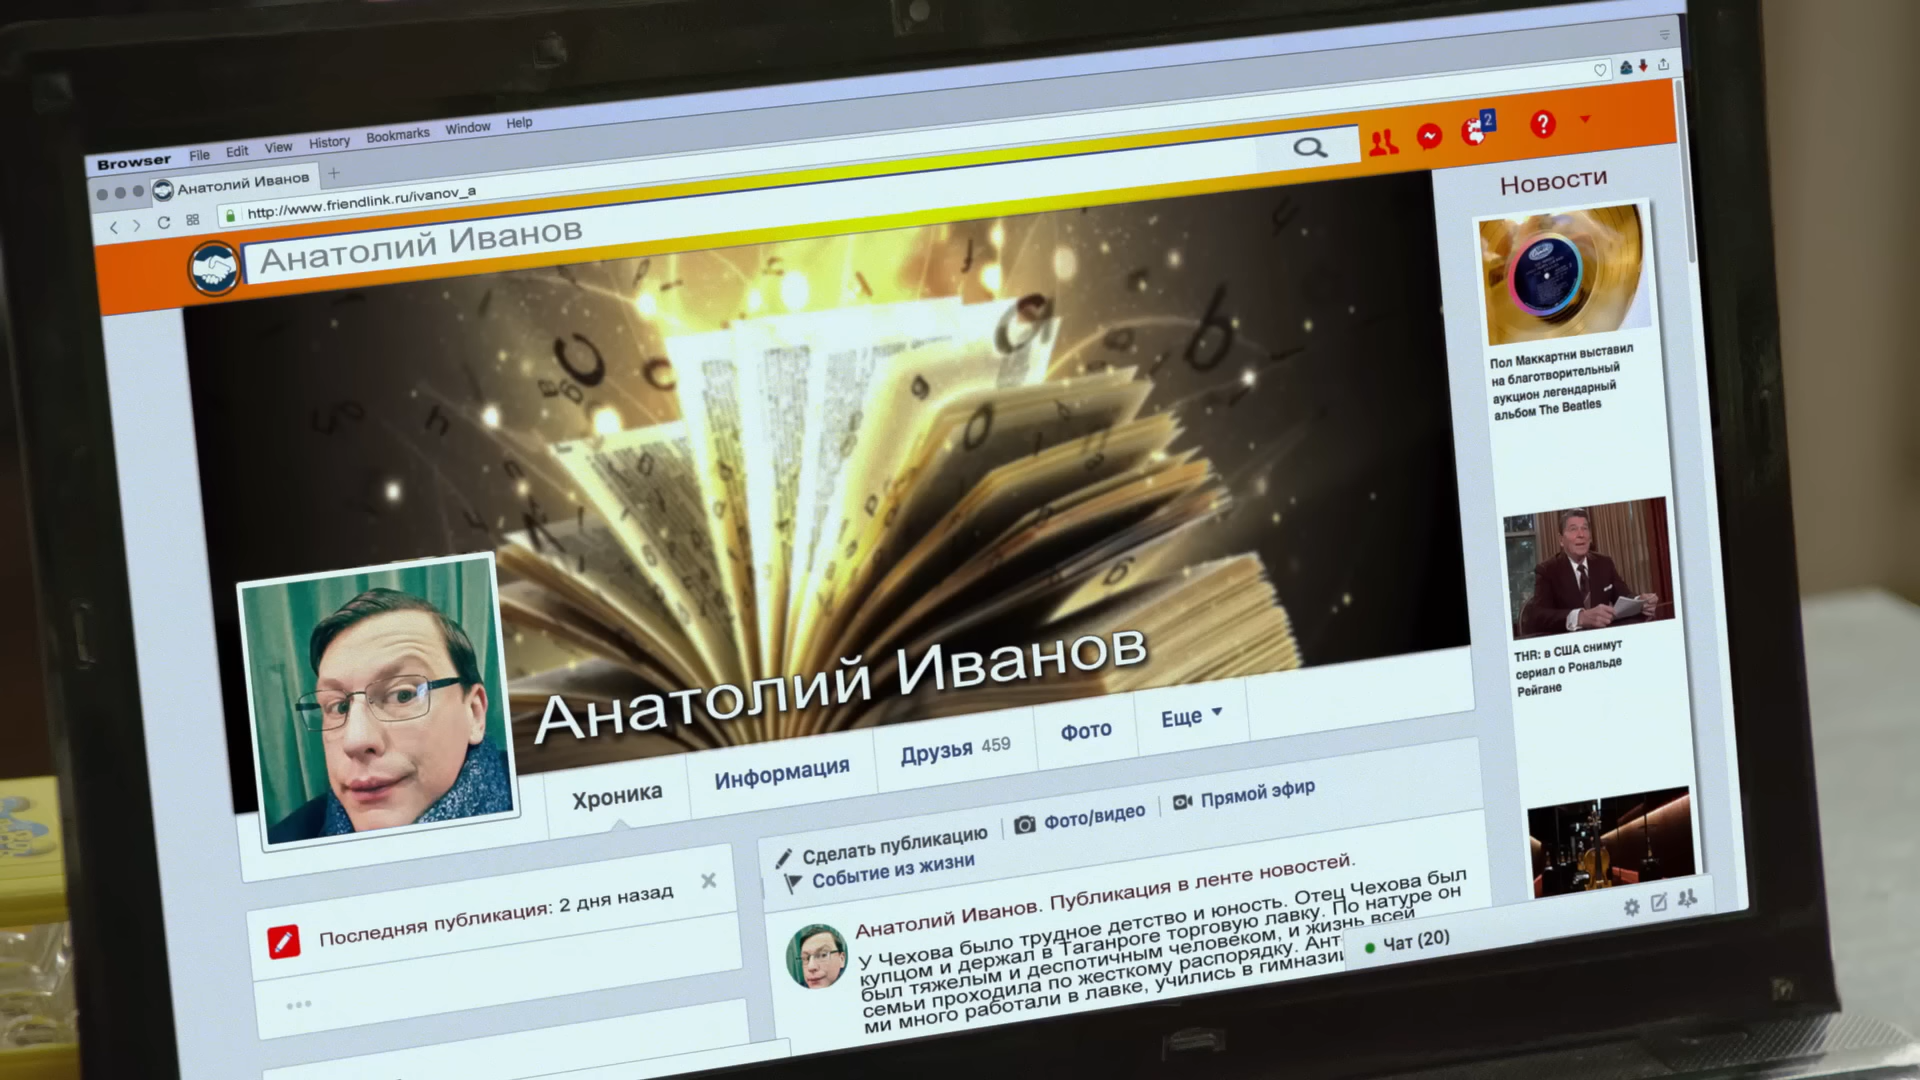 Browser File Edit View History Bookmarks Window Help
Анатолий Иванов
http://www.friendlink.ru/ivanov_a
Анатолий Иванов
2
Новости
Пол Маккартни выставил
на благотворительный
аукцион легендарный
альбом The Beatles
THR: в США снимут
сериал о Рональде
Рейгане
Анатолий Иванов
Хроника Информация Друзья 459 Фото Еще
Сделать публикацию Фото/видео Прямой эфир
Событие из жизни
Последняя публикация: 2 дня назад
Анатолий Иванов. Публикация в ленте новостей.
У Чехова было трудное детство и юность. Отец Чехова был
купцом и держал в Таганроге торговую лавку. По натуре он
был тяжелым и деспотичным человеком, и жизнь всей
семьи проходила по жесткому распорядку. Ант
ми много работали в лавке, учились в гимнази
Чат (20)